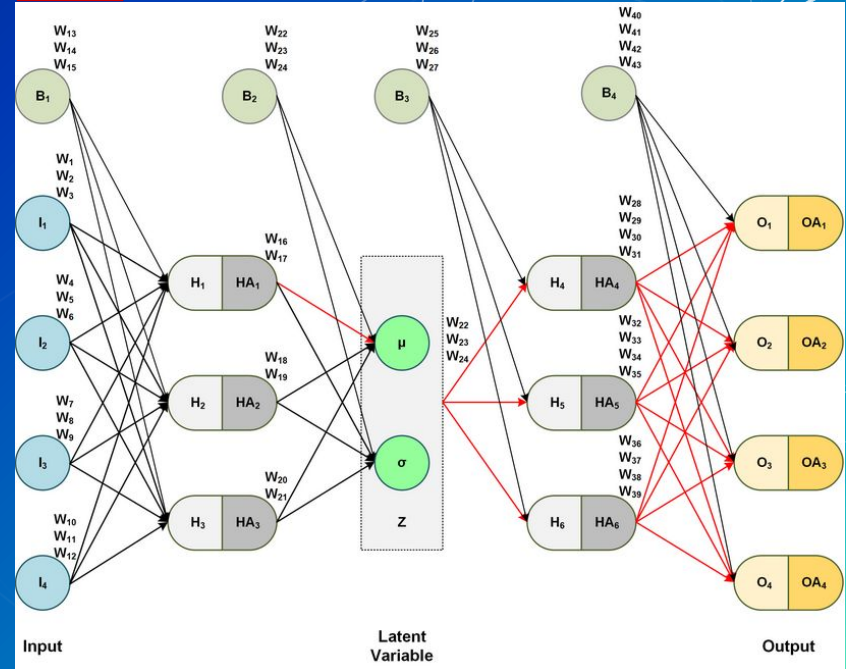 W₁₃
W₁₄
W₁₅
B₁
W₂₂
W₂₃
W₂₄
B₂
W₂₅
W₂₆
W₂₇
B₃
W₄₀
W₄₁
W₄₂
W₄₃
B₄
W₁
W₂
W₃
I₁
W₄
W₅
W₆
I₂
W₇
W₈
W₉
I₃
W₁₀
W₁₁
W₁₂
I₄
H₁ HA₁
W₁₆
W₁₇
H₂ HA₂
W₁₈
W₁₉
H₃ HA₃
W₂₀
W₂₁
μ
σ
Z
W₂₂
W₂₃
W₂₄
W₂₈
W₂₉
W₃₀
W₃₁
H₄ HA₄
W₃₂
W₃₃
W₃₄
W₃₅
H₅ HA₅
W₃₆
W₃₇
W₃₈
W₃₉
H₆ HA₆
O₁ OA₁
O₂ OA₂
O₃ OA₃
O₄ OA₄
Input
Latent
Variable
Output